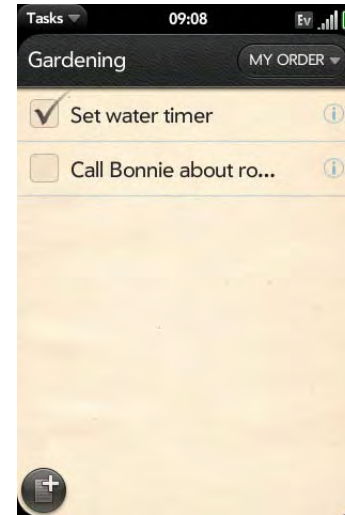 Tasks 09:08 Ev
Gardening MY ORDER
Set water timer
Call Bonnie about ro...